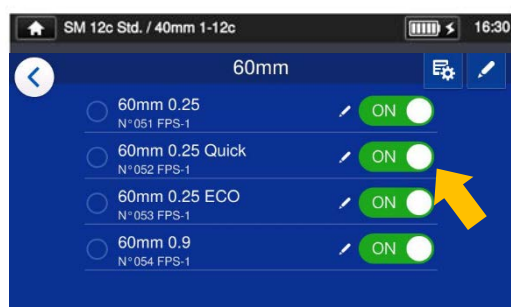 SM 12c Std. / 40mm 1-12c 16:30
60mm
60mm 0.25
N°051 FPS-1
ON
60mm 0.25 Quick
N°052 FPS-1
ON
60mm 0.25 ECO
N°053 FPS-1
ON
60mm 0.9
N°054 FPS-1
ON